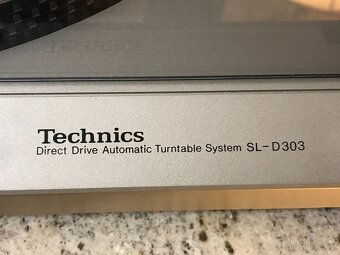 Technics
Direct Drive Automatic Turntable System SL-D303